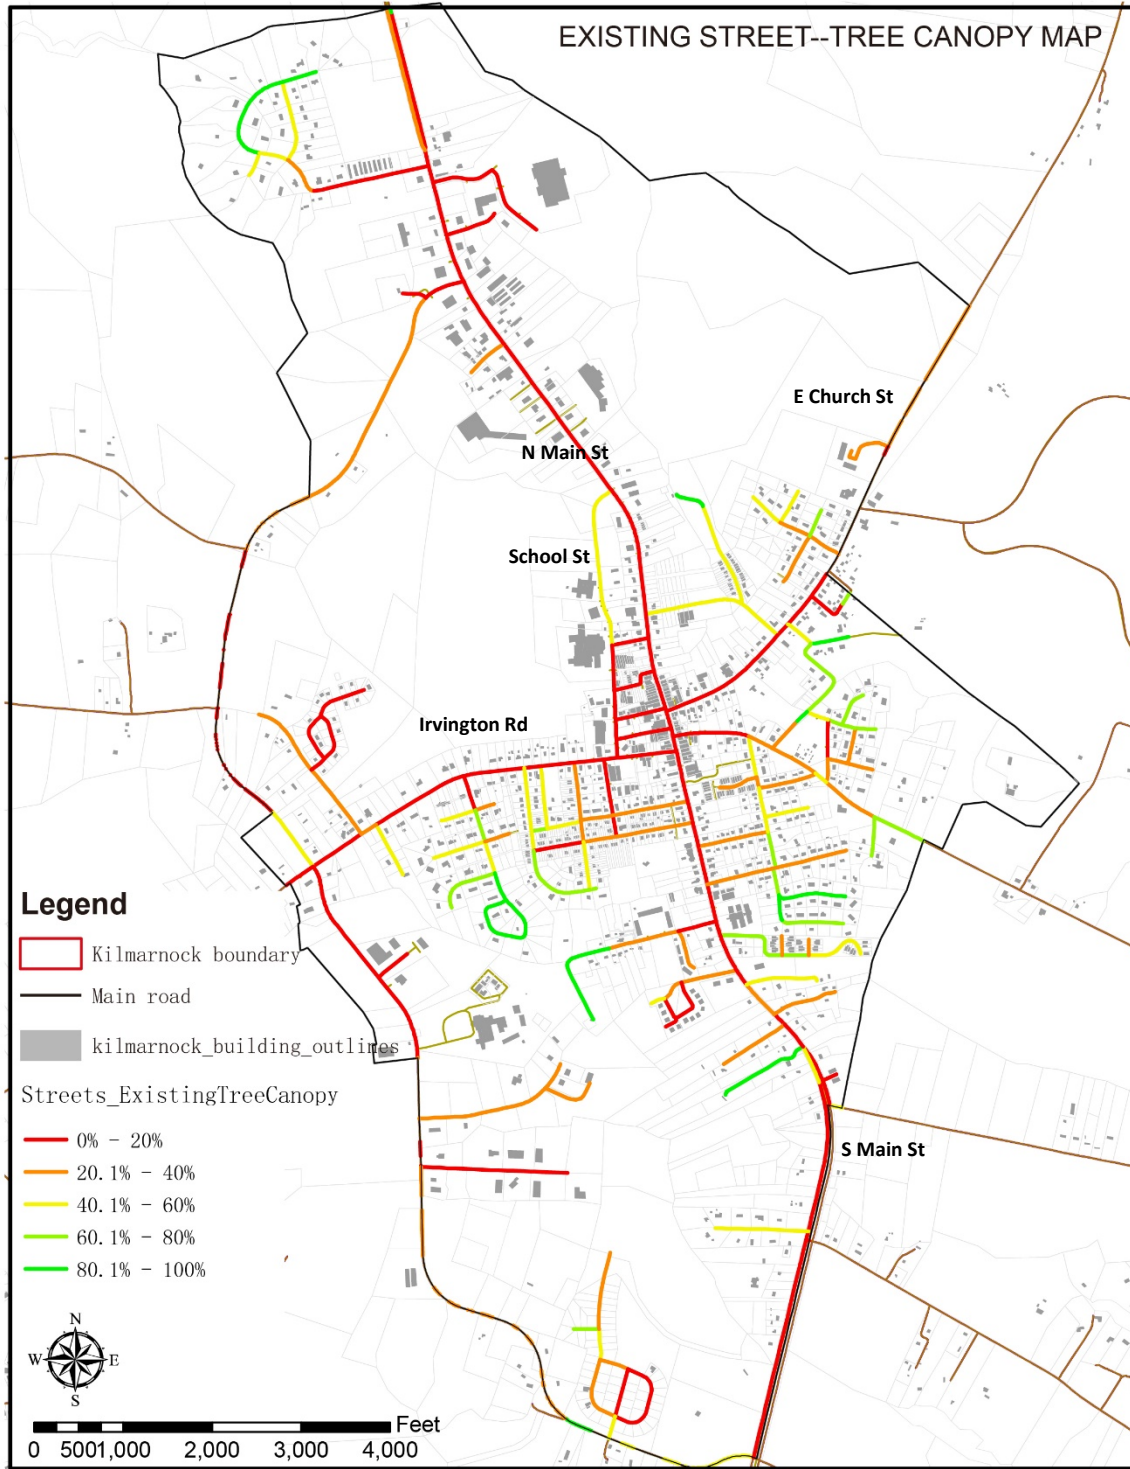 EXISTING STREET--TREE CANOPY MAP
E Church St
N Main St
School St
Irvington Rd
Legend
Kilmarnock boundary
Main road
kilmarnock_building_outlines
Streets_ExistingTreeCanopy
0% - 20%
20.1% - 40%
40.1% - 60%
60.1% - 80%
80.1% - 100%
S Main St
N
W E
S
Feet
0 500 1,000 2,000 3,000 4,000